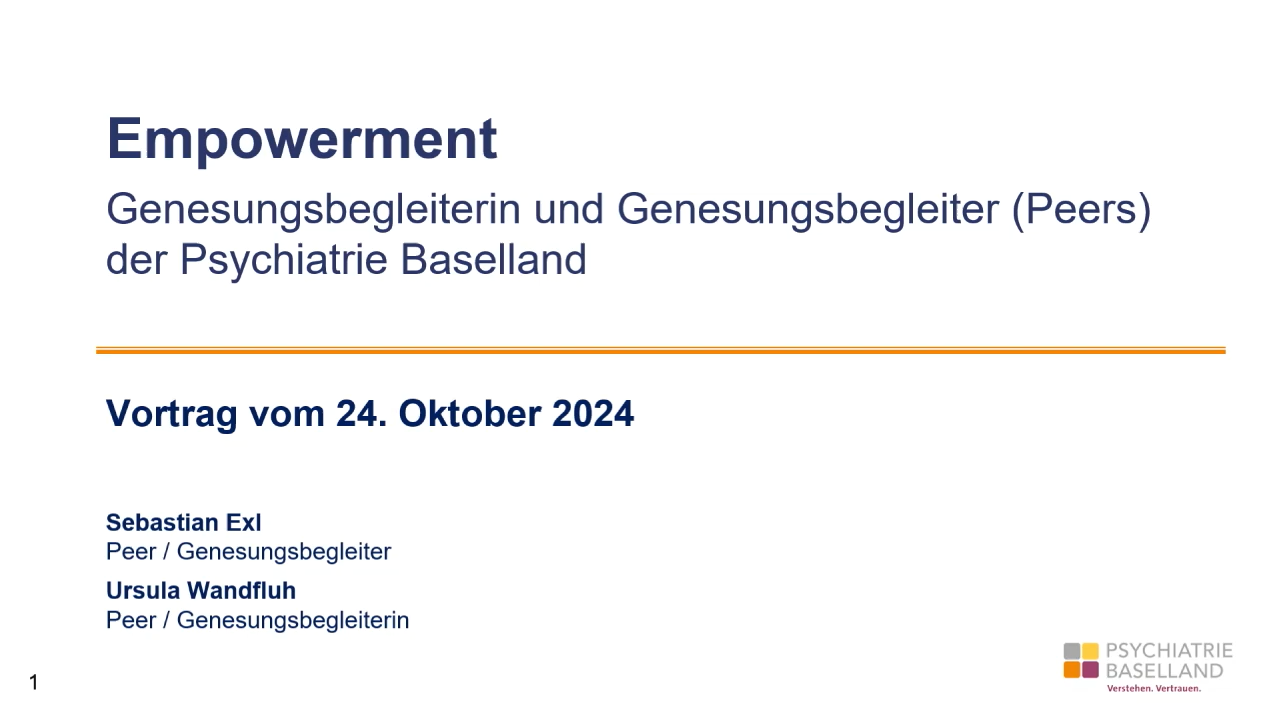 Empowerment
Genesungsbegleiterin und Genesungsbegleiter (Peers)
der Psychiatrie Baselland
Vortrag vom 24. Oktober 2024
Sebastian Exl
Peer / Genesungsbegleiter
Ursula Wandfluh
Peer / Genesungsbegleiterin
1
PSYCHIATRIE
BASELLAND
Verstehen. Vertrauen.